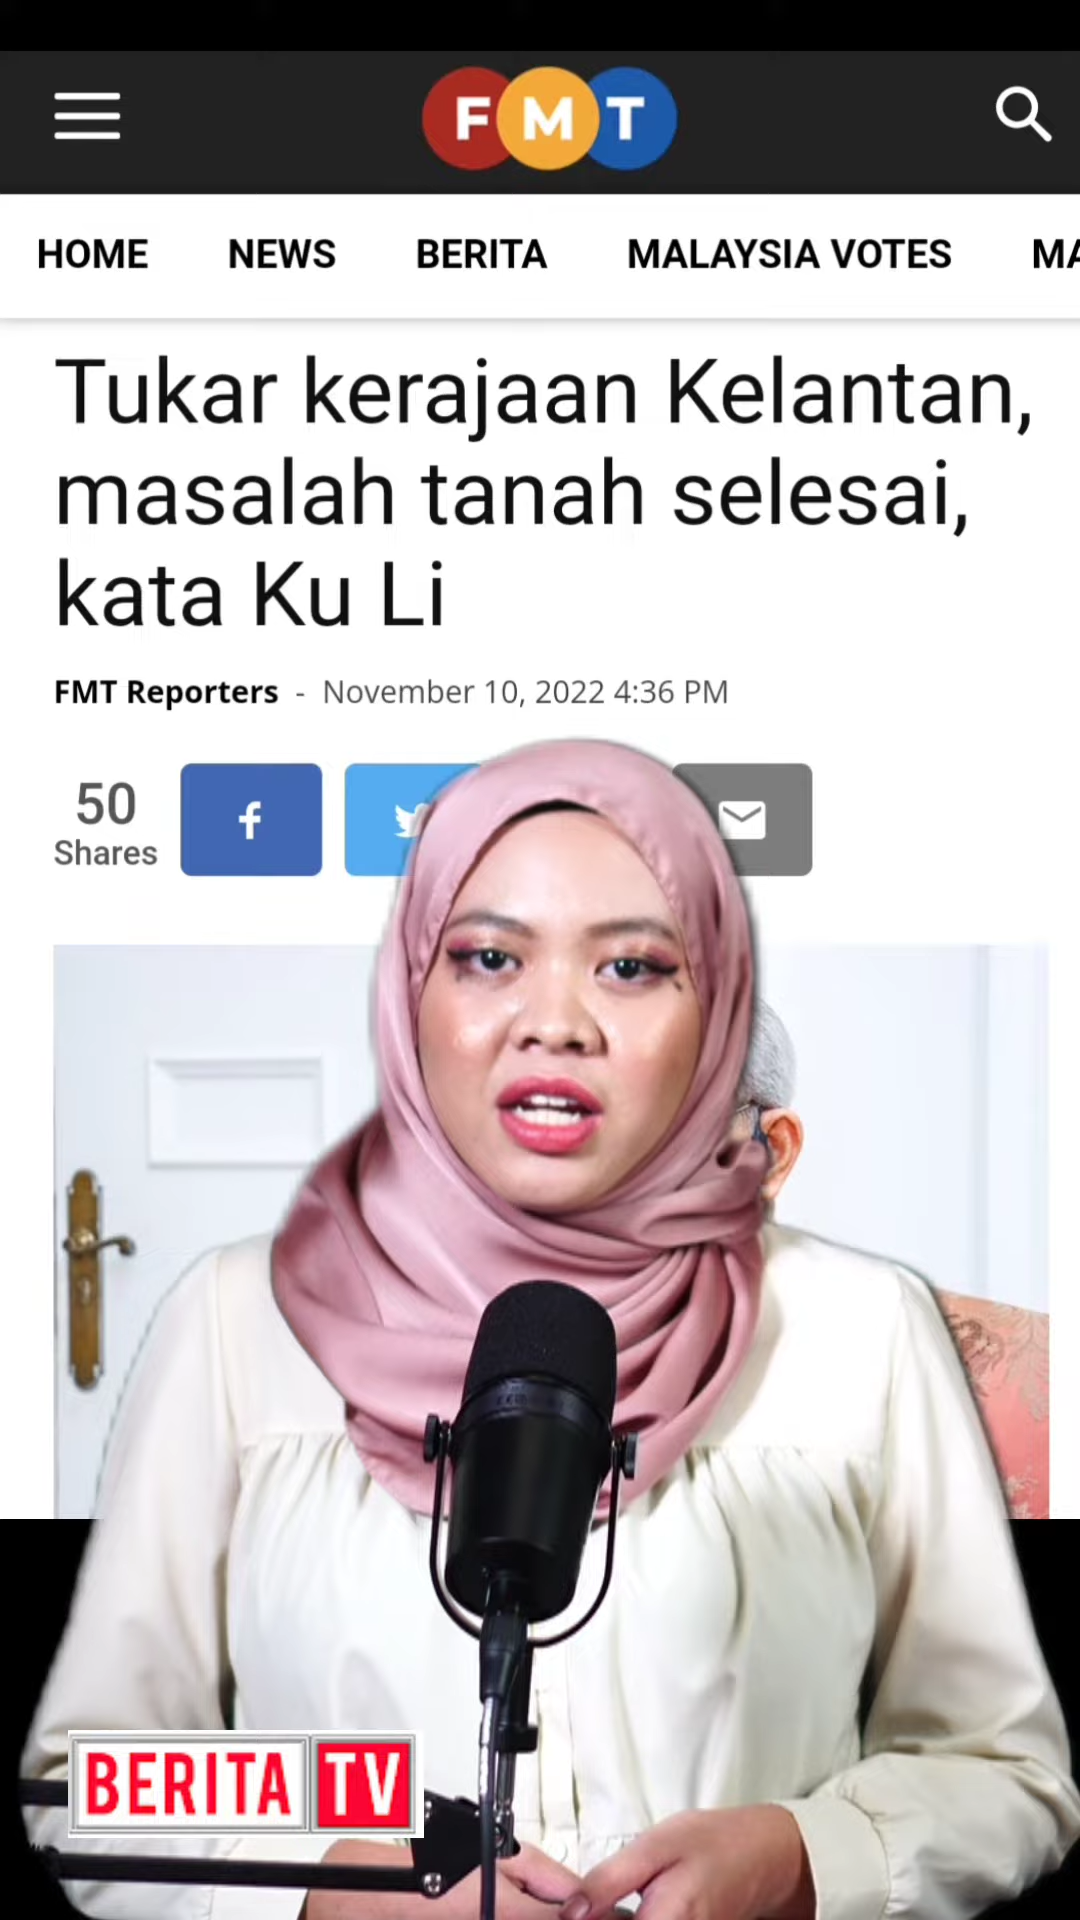 FMT
HOME NEWS BERITA MALAYSIA VOTES
Tukar kerajaan Kelantan,
masalah tanah selesai,
kata Ku Li
FMT Reporters - November 10, 2022 4:36 PM
50
Shares
f
BERITA TV